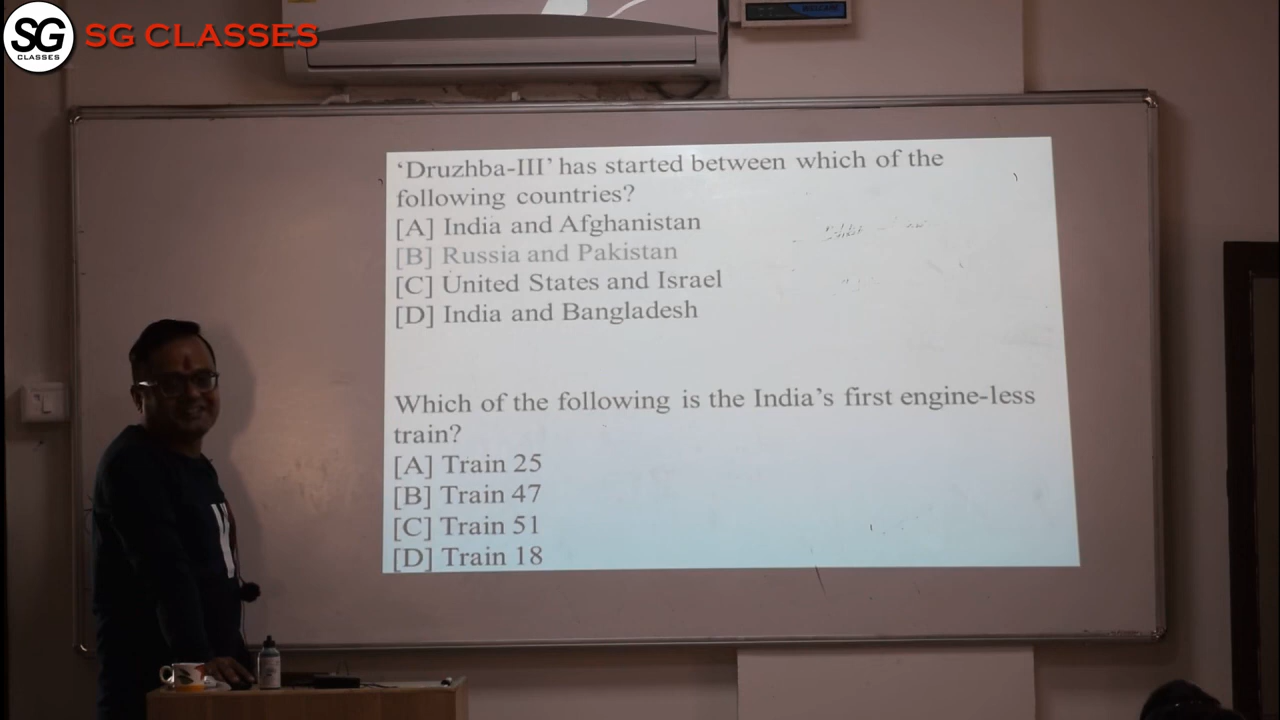 SG
CLASSES
SG CLASSES
‘Druzhba-III’ has started between which of the
following countries?
[A] India and Afghanistan
[B] Russia and Pakistan
[C] United States and Israel
[D] India and Bangladesh
Which of the following is the India’s first engine-less
train?
[A] Train 25
[B] Train 47
[C] Train 51
[D] Train 18